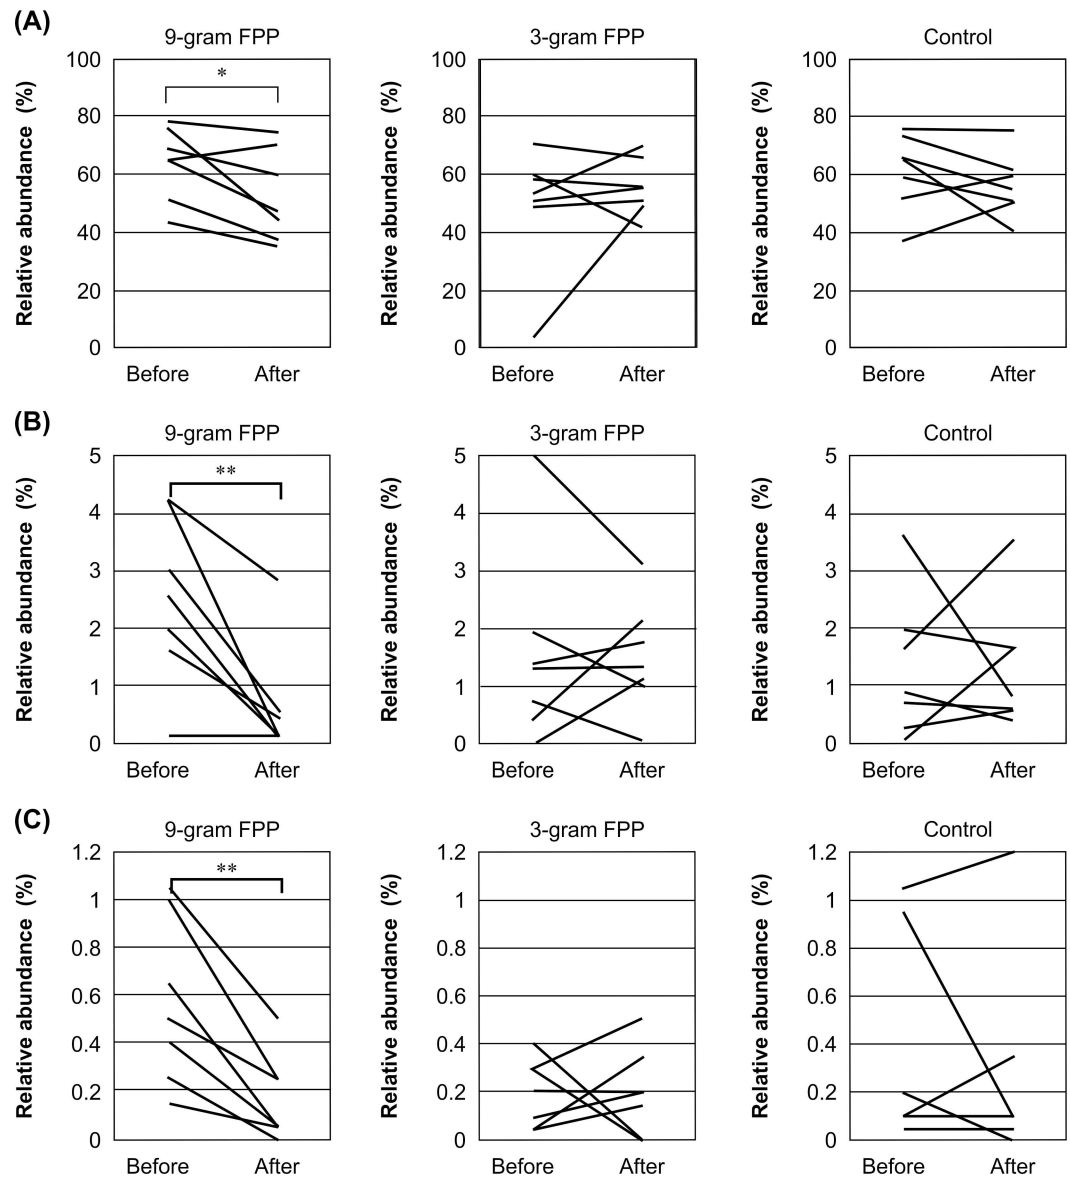 (A)
9-gram FPP 3-gram FPP Control
Relative abundance (%) Relative abundance (%) Relative abundance (%)
100 100 100
*
80 80 80
60 60 60
40 40 40
20 20 20
0 0 0
Before After Before After Before After
(B)
9-gram FPP 3-gram FPP Control
Relative abundance (%) Relative abundance (%) Relative abundance (%)
5 5 5
**
4 4 4
3 3 3
2 2 2
1 1 1
0 0 0
Before After Before After Before After
(C)
9-gram FPP 3-gram FPP Control
Relative abundance (%) Relative abundance (%) Relative abundance (%)
1.2 1.2 1.2
**
1 1 1
0.8 0.8 0.8
0.6 0.6 0.6
0.4 0.4 0.4
0.2 0.2 0.2
0 0 0
Before After Before After Before After